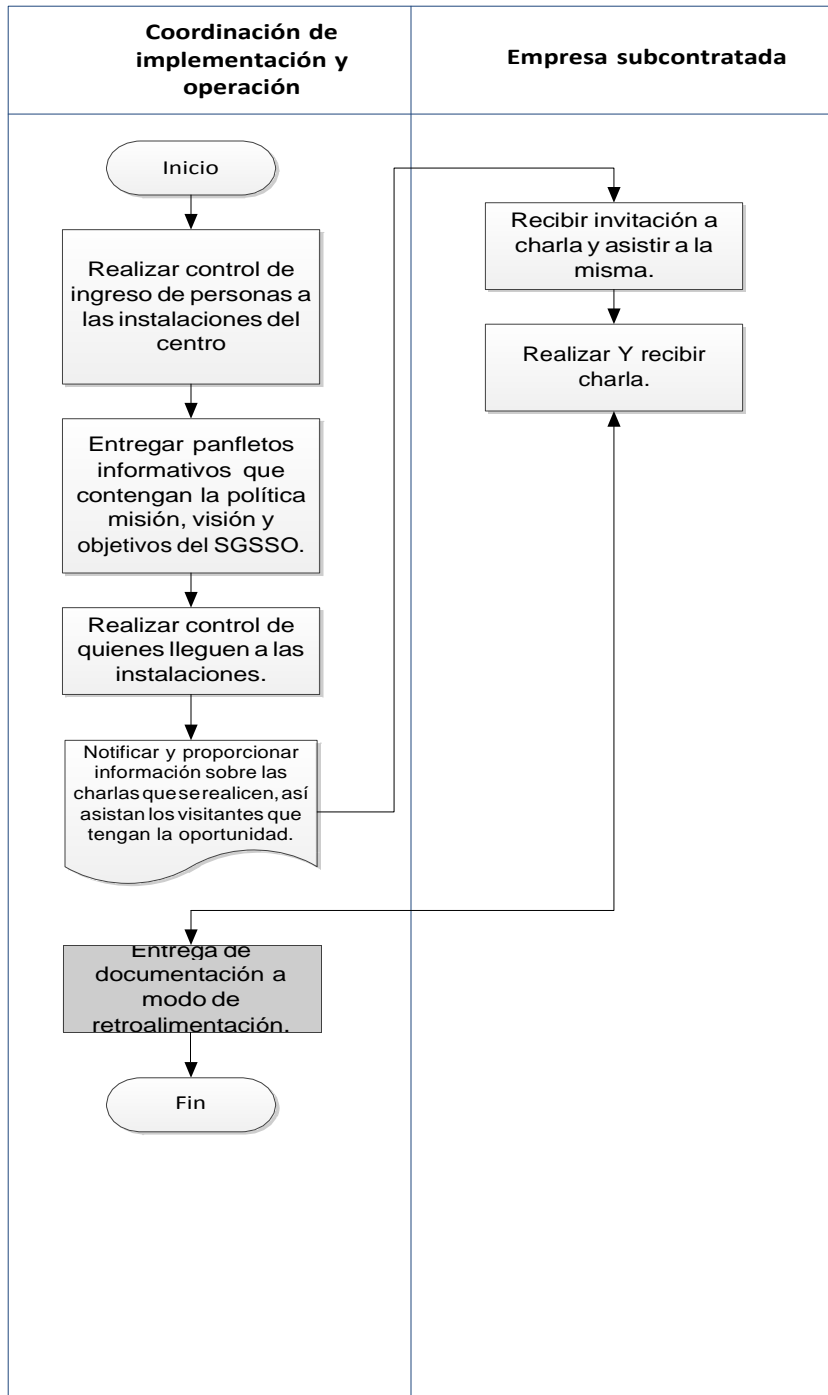 Coordinación de
implementación y
operación
Empresa subcontratada
Inicio
Realizar control de
ingreso de personas a
las instalaciones del
centro
Entregar panfletos
informativos que
contengan la política
misión, visión y
objetivos del SGSSO.
Realizar control de
quienes lleguen a las
instalaciones.
Notificar y proporcionar
información sobre las
charlas que se realicen, así
asistan los visitantes que
tengan la oportunidad.
Recibir invitación a
charla y asistir a la
misma.
Realizar Y recibir
charla.
Entrega de
documentación a
modo de
retroalimentación.
Fin